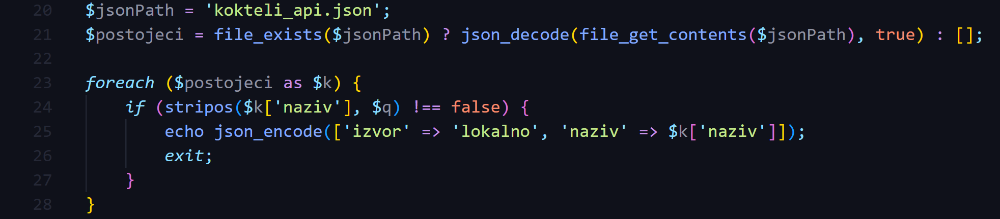 20 $jsonPath = 'kokteli_api.json';
21 $postojeci = file_exists($jsonPath) ? json_decode(file_get_contents($jsonPath), true) : [];
22
23 foreach ($postojeci as $k) {
24     if (stripos($k['naziv'], $q) !== false) {
25         echo json_encode(['izvor' => 'lokalno', 'naziv' => $k['naziv']]);
26         exit;
27     }
28 }